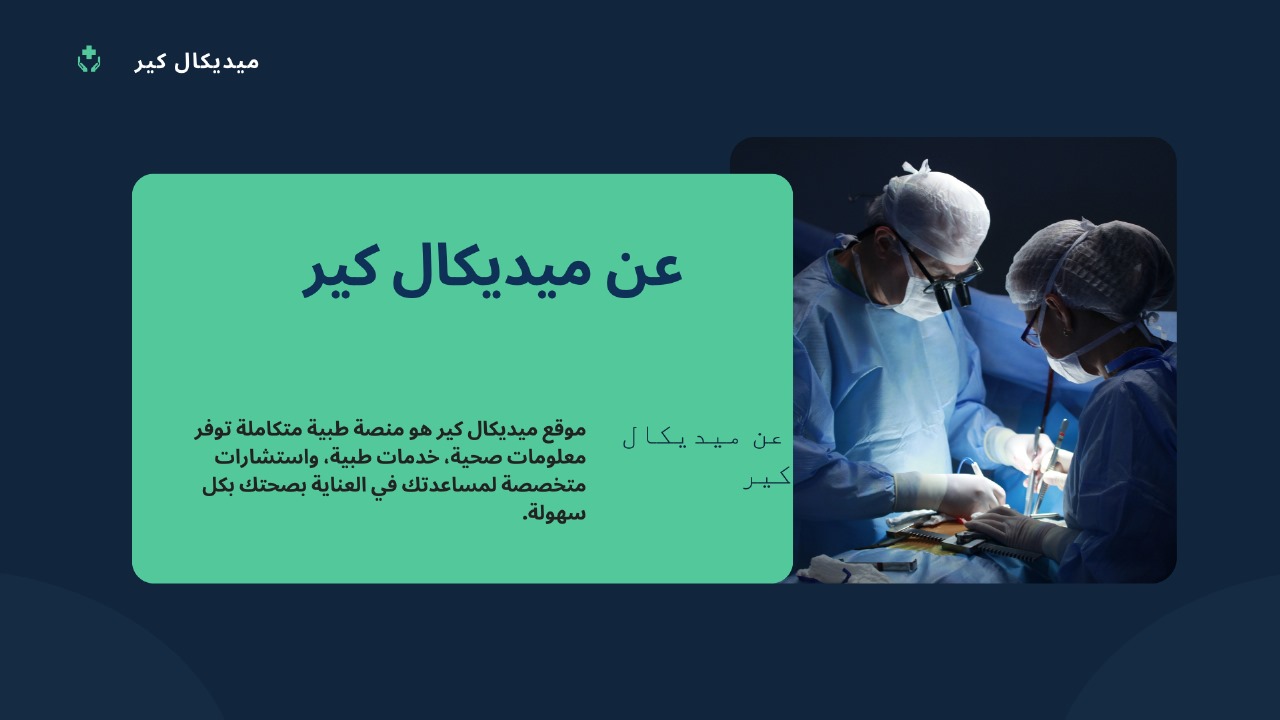 ميديكال كير
عن ميديكال كير
عن ميديكال
كير
موقع ميديكال كير هو منصة طبية متكاملة توفر
معلومات صحية، خدمات طبية، واستشارات
متخصصة لمساعدتك في العناية بصحتك بكل
سهولة.